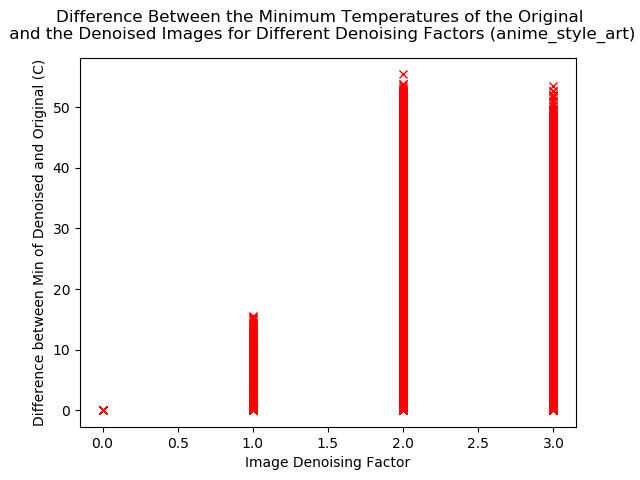 Difference Between the Minimum Temperatures of the Original
and the Denoised Images for Different Denoising Factors (anime_style_art)
Difference between Min of Denoised and Original (C)
50
40
30
20
10
0
0.0 0.5 1.0 1.5 2.0 2.5 3.0
Image Denoising Factor